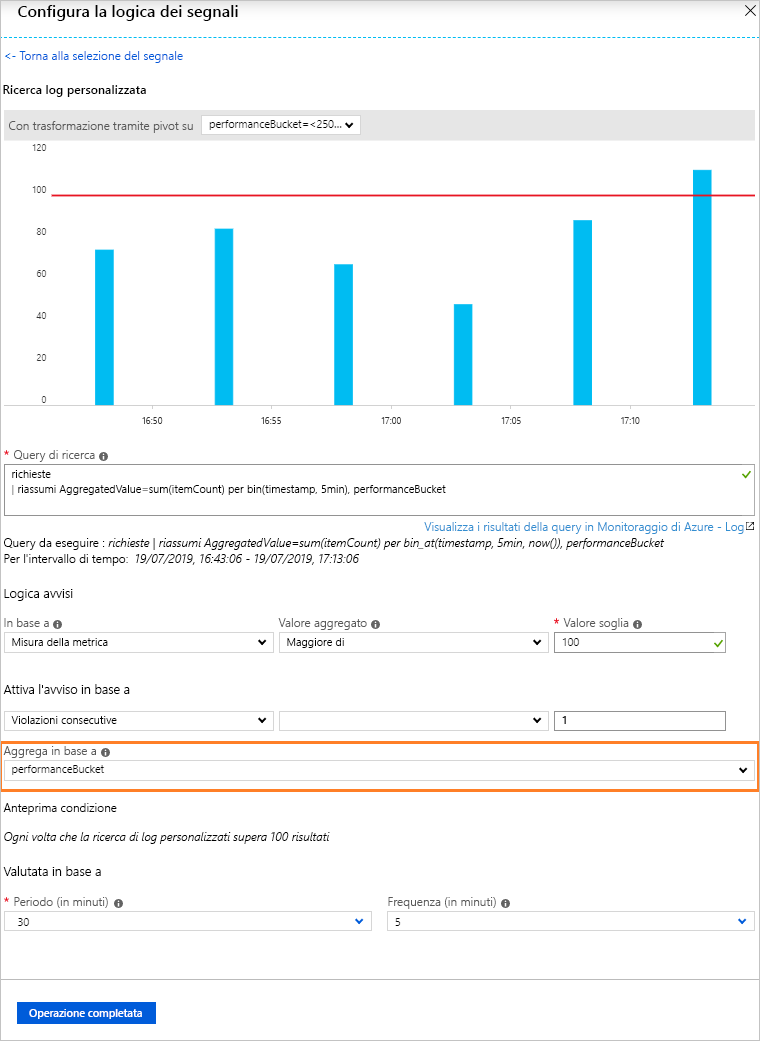 Configura la logica dei segnali
<- Torna alla selezione del segnale
Ricerca log personalizzata
Con trasformazione tramite pivot su performanceBucket=<250...
120
100
80
60
40
20
0
16:50 16:55 17:00 17:05 17:10
* Query di ricerca
richieste
| riassumi AggregatedValue=sum(itemCount) per bin(timestamp, 5min), performanceBucket
Visualizza i risultati della query in Monitoraggio di Azure - Log
Query da eseguire : richieste | riassumi AggregatedValue=sum(itemCount) per bin_at(timestamp, 5min, now()), performanceBucket
Per l'intervallo di tempo: 19/07/2019, 16:43:06 - 19/07/2019, 17:13:06
Logica avvisi
In base a Valore aggregato * Valore soglia
Misura della metrica Maggiore di 100
Attiva l'avviso in base a
Violazioni consecutive 1
Aggrega in base a
performanceBucket
Anteprima condizione
Ogni volta che la ricerca di log personalizzati supera 100 risultati
Valutata in base a
* Periodo (in minuti) Frequenza (in minuti)
30 5
Operazione completata